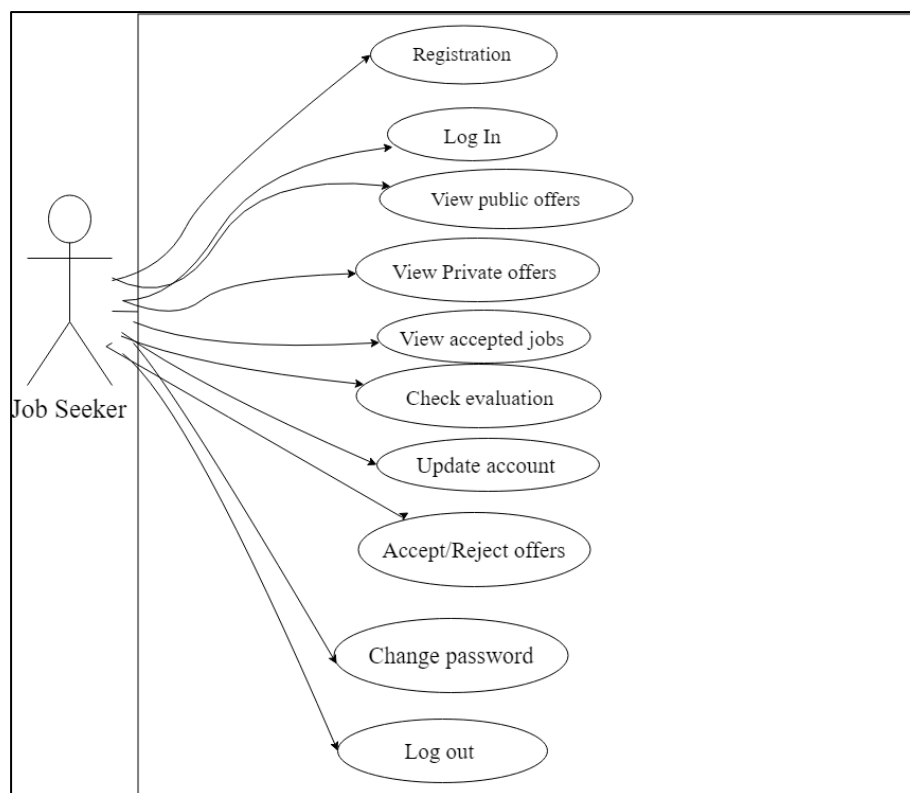 Registration
Log In
View public offers
View Private offers
View accepted jobs
Check evaluation
Job Seeker
Update account
Accept/Reject offers
Change password
Log out